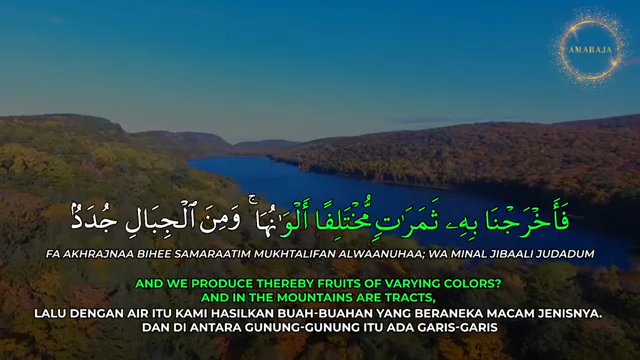 AMARAJA
فَأَخْرَجْنَا بِهِۦ ثَمَرَٰتٍ مُّخْتَلِفًا أَلْوَٰنُهَا ۚ وَمِنَ ٱلْجِبَالِ جُدَدٌۢ
FA AKHRAJNAA BIHEE SAMARAATIM MUKHTALIFAN ALWAANUHAA; WA MINAL JIBAALI JUDADUM
AND WE PRODUCE THEREBY FRUITS OF VARYING COLORS?
AND IN THE MOUNTAINS ARE TRACTS,
LALU DENGAN AIR ITU KAMI HASILKAN BUAH-BUAHAN YANG BERANEKA MACAM JENISNYA.
DAN DI ANTARA GUNUNG-GUNUNG ITU ADA GARIS-GARIS